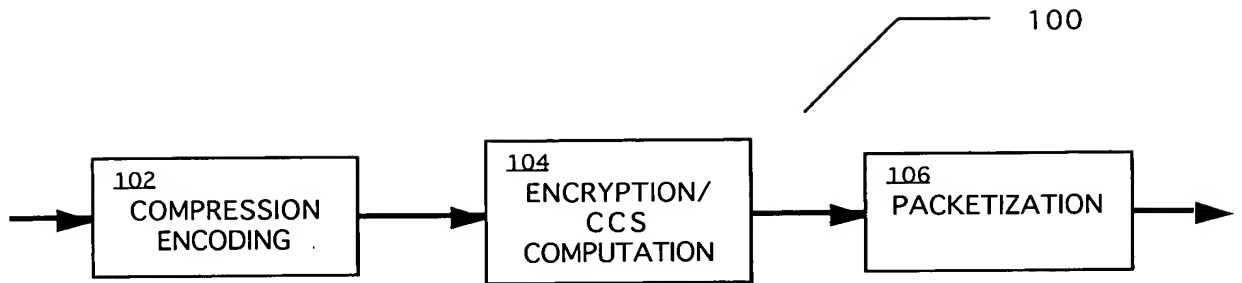 100
102
COMPRESSION
ENCODING
104
ENCRYPTION/
CCS
COMPUTATION
106
PACKETIZATION